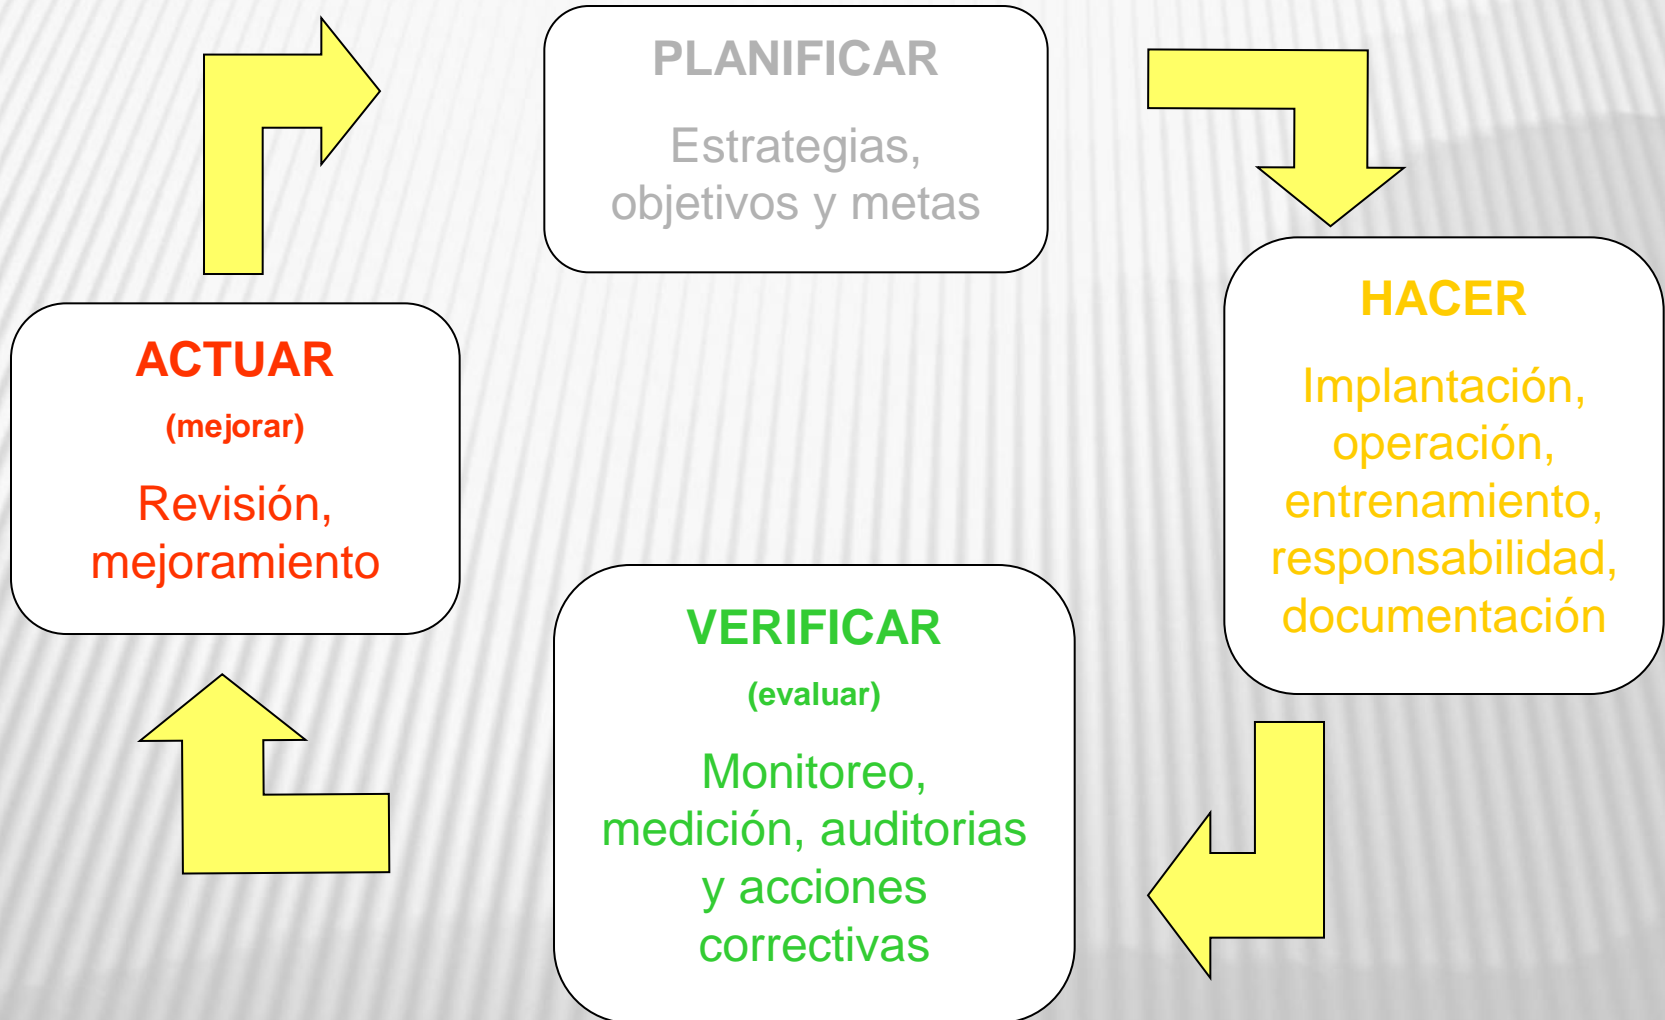 PLANIFICAR
Estrategias,
objetivos y metas
HACER
Implantación,
operación,
entrenamiento,
responsabilidad,
documentación
VERIFICAR
(evaluar)
Monitoreo,
medición, auditorias
y acciones
correctivas
ACTUAR
(mejorar)
Revisión,
mejoramiento